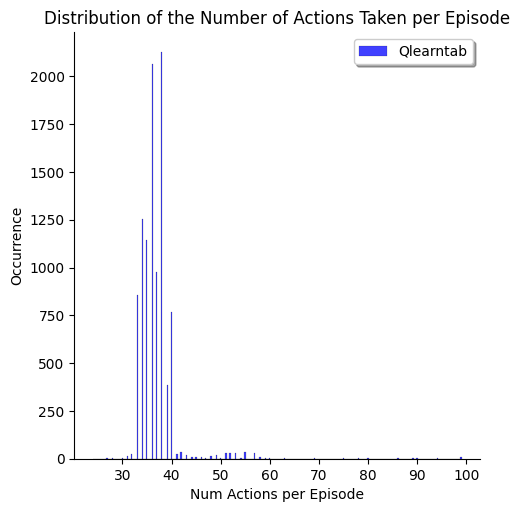 Distribution of the Number of Actions Taken per Episode
Qlearntab
Occurrence
2000
1750
1500
1250
1000
750
500
250
0
30 40 50 60 70 80 90 100
Num Actions per Episode